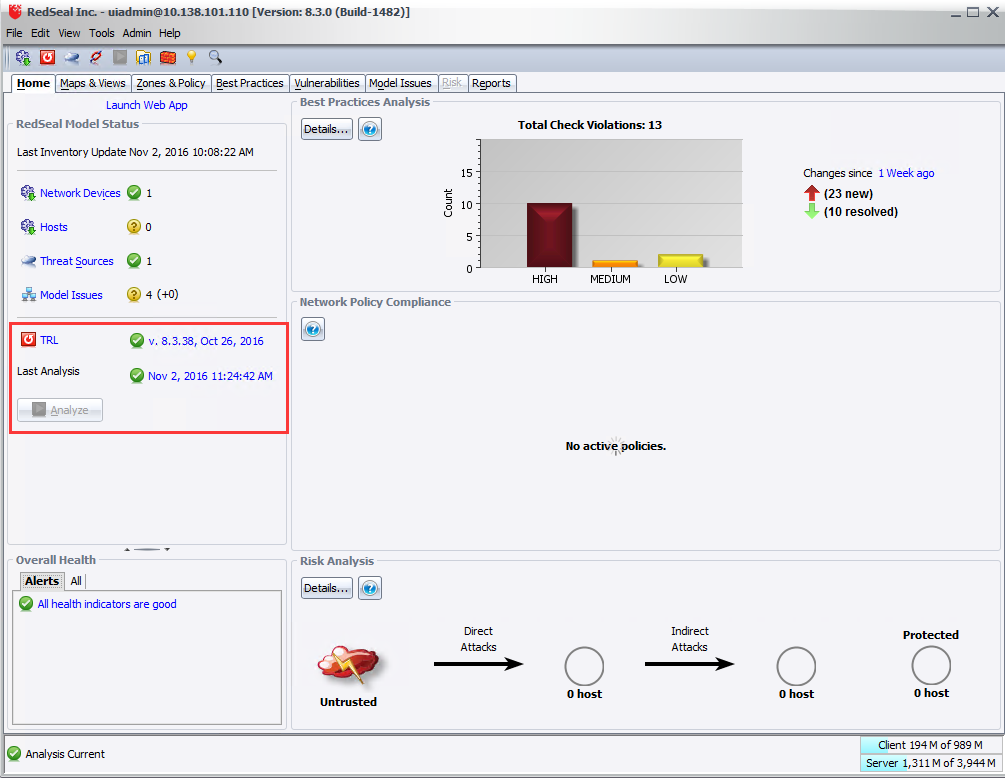 RedSeal Inc. - uiadmin@10.138.101.110 [Version: 8.3.0 (Build-1482)]
File Edit View Tools Admin Help
Home Maps & Views Zones & Policy Best Practices Vulnerabilities Model Issues Risk Reports
Launch Web App
RedSeal Model Status
Last Inventory Update Nov 2, 2016 10:08:22 AM
Network Devices 1
Hosts 0
Threat Sources 1
Model Issues 4 (+0)
TRL v. 8.3.38, Oct 26, 2016
Last Analysis Nov 2, 2016 11:24:42 AM
Analyze
Overall Health
Alerts All
All health indicators are good
Best Practices Analysis
Details...
Total Check Violations: 13
Count
15
10
5
0
HIGH MEDIUM LOW
Changes since 1 Week ago
(23 new)
(10 resolved)
Network Policy Compliance
No active policies.
Risk Analysis
Details...
Untrusted
Direct
Attacks
0 host
Indirect
Attacks
0 host
Protected
0 host
Analysis Current
Client 194 M of 989 M
Server 1,311 M of 3,944 M